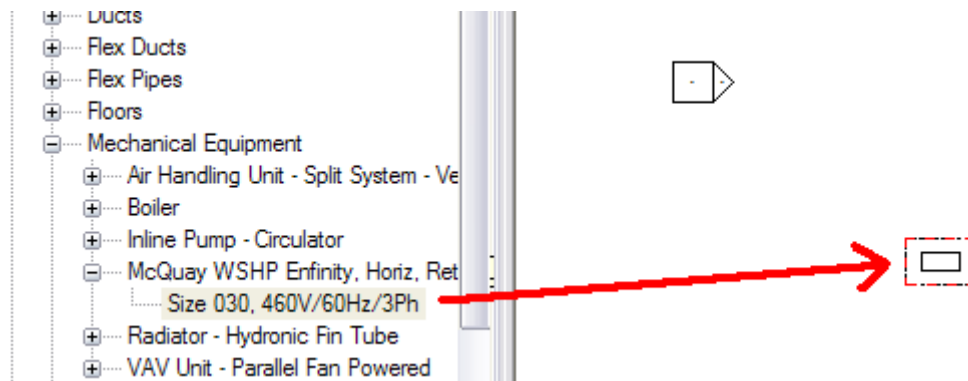 Ducts
Flex Ducts
Flex Pipes
Floors
Mechanical Equipment
Air Handling Unit - Split System - Ve
Boiler
Inline Pump - Circulator
McQuay WSHP Enfinity, Horiz, Ret
Size 030, 460V/60Hz/3Ph
Radiator - Hydronic Fin Tube
VAV Unit - Parallel Fan Powered